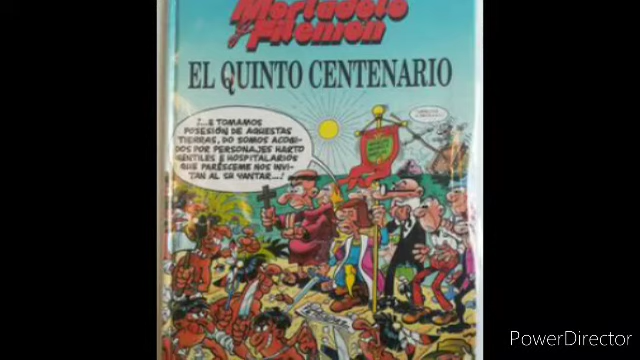 Mortadelo
y Filemón
EL QUINTO CENTENARIO
¡...E TOMAMOS
POSESIÓN DE AQUESTAS
TIERRAS, DO SOMOS ACOGI-
DOS POR PERSONAJES HARTO
GENTILES E HOSPITALARIOS
QUE PARÉSCEME NOS INVI-
TAN AL SU YANTAR...!
PowerDirector